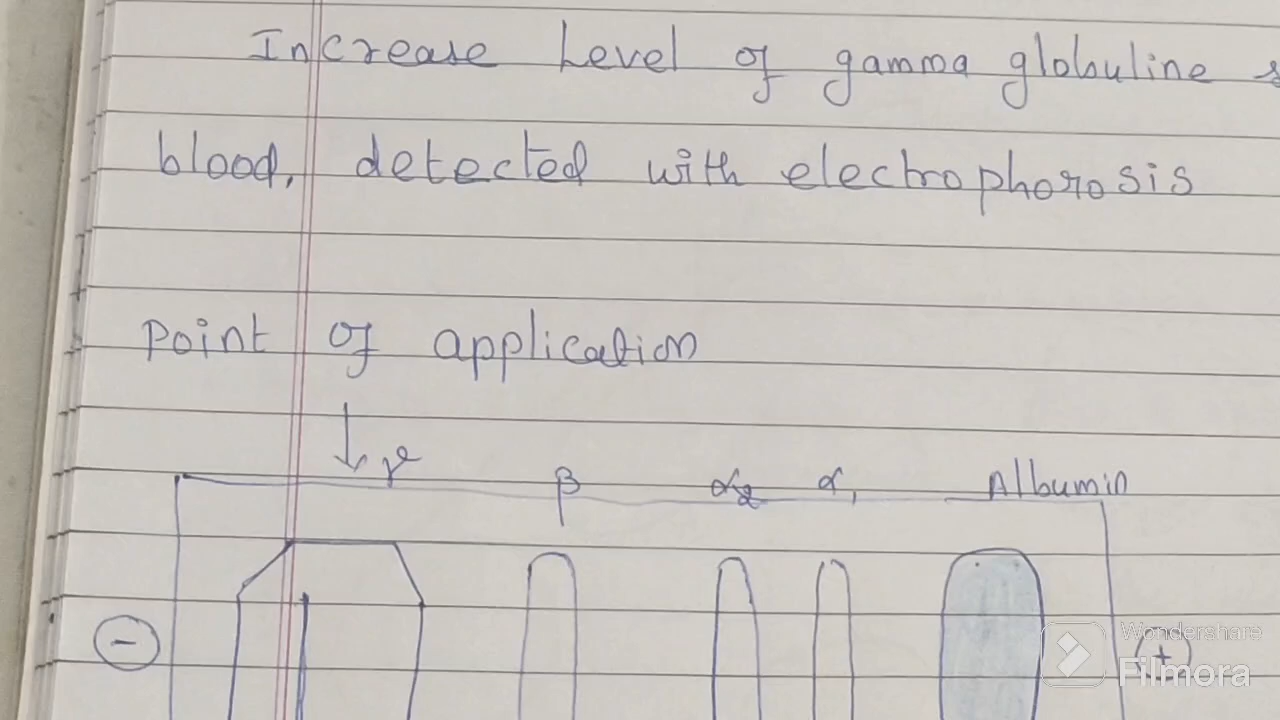 Increase Level of gamma globuline
blood, detected with electrophorosis
Point of application
γ β α2 α1 Albumin
- +
Wondershare
Filmora